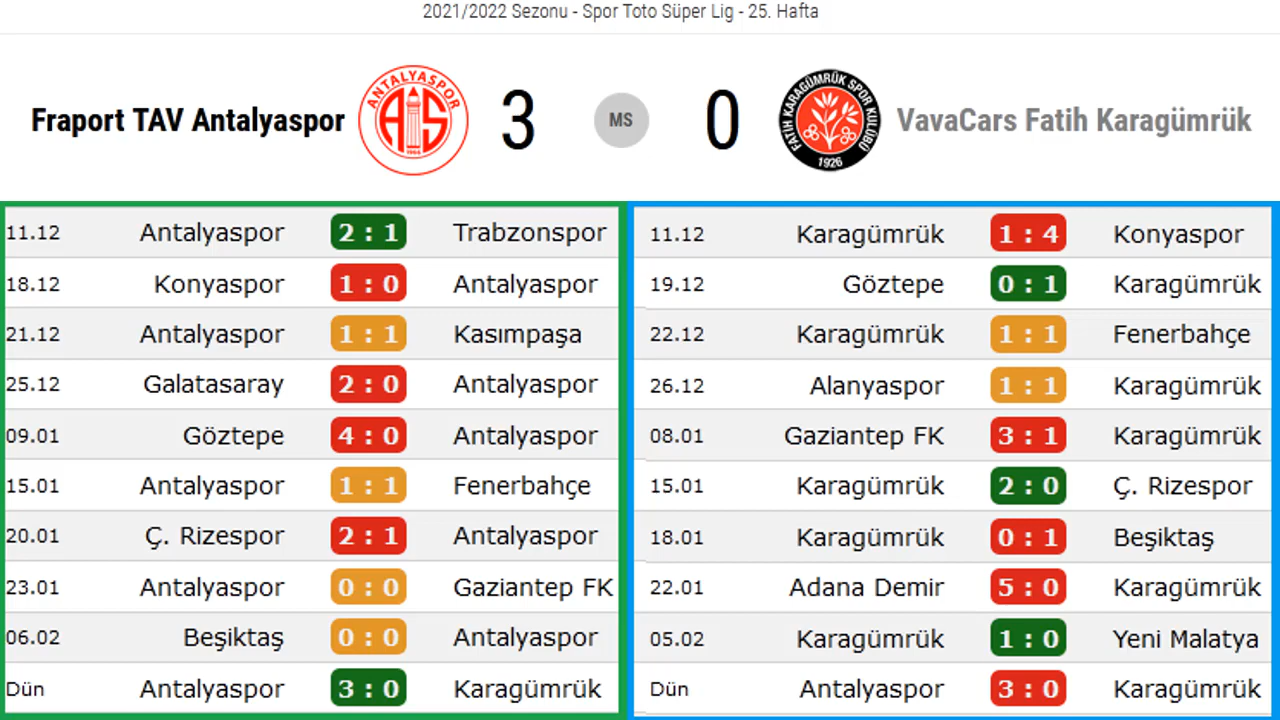 2021/2022 Sezonu - Spor Toto Süper Lig - 25. Hafta
Fraport TAV Antalyaspor ANTALYASPOR AS 1966 3 MS 0 FATİH KARAGÜMRÜK SPOR KULÜBÜ 1926 VavaCars Fatih Karagümrük
11.12 Antalyaspor 2 : 1 Trabzonspor
18.12 Konyaspor 1 : 0 Antalyaspor
21.12 Antalyaspor 1 : 1 Kasımpaşa
25.12 Galatasaray 2 : 0 Antalyaspor
09.01 Göztepe 4 : 0 Antalyaspor
15.01 Antalyaspor 1 : 1 Fenerbahçe
20.01 Ç. Rizespor 2 : 1 Antalyaspor
23.01 Antalyaspor 0 : 0 Gaziantep FK
06.02 Beşiktaş 0 : 0 Antalyaspor
Dün Antalyaspor 3 : 0 Karagümrük
11.12 Karagümrük 1 : 4 Konyaspor
19.12 Göztepe 0 : 1 Karagümrük
22.12 Karagümrük 1 : 1 Fenerbahçe
26.12 Alanyaspor 1 : 1 Karagümrük
08.01 Gaziantep FK 3 : 1 Karagümrük
15.01 Karagümrük 2 : 0 Ç. Rizespor
18.01 Karagümrük 0 : 1 Beşiktaş
22.01 Adana Demir 5 : 0 Karagümrük
05.02 Karagümrük 1 : 0 Yeni Malatya
Dün Antalyaspor 3 : 0 Karagümrük